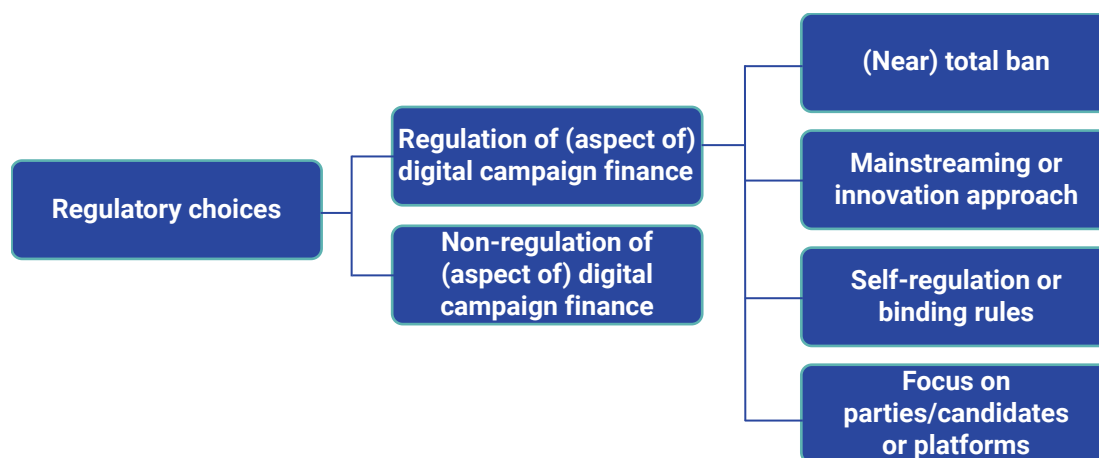 Regulatory choices
Regulation of (aspect of)
digital campaign finance
Non-regulation of
(aspect of) digital
campaign finance
(Near) total ban
Mainstreaming or
innovation approach
Self-regulation or
binding rules
Focus on
parties/candidates
or platforms